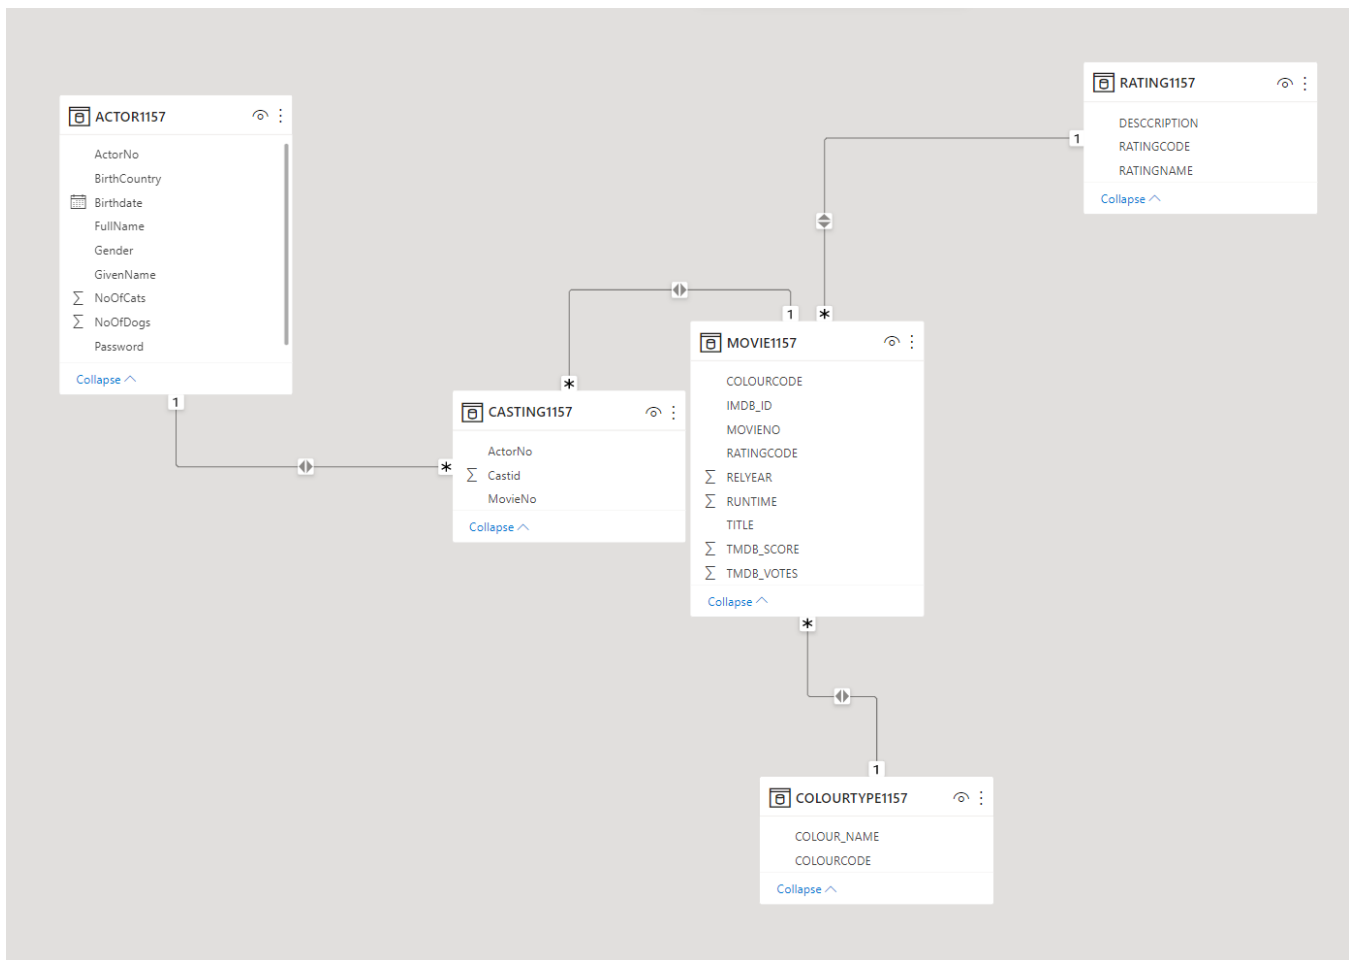 ACTOR1157
ActorNo
BirthCountry
Birthdate
FullName
Gender
GivenName
NoOfCats
NoOfDogs
Password
Collapse
1
*
CASTING1157
ActorNo
Castid
MovieNo
Collapse
*
1
*
MOVIE1157
COLOURCODE
IMDB_ID
MOVIENO
RATINGCODE
RELYEAR
RUNTIME
TITLE
TMDB_SCORE
TMDB_VOTES
Collapse
*
1
RATING1157
DESCCRIPTION
RATINGCODE
RATINGNAME
Collapse
1
COLOURTYPE1157
COLOUR_NAME
COLOURCODE
Collapse